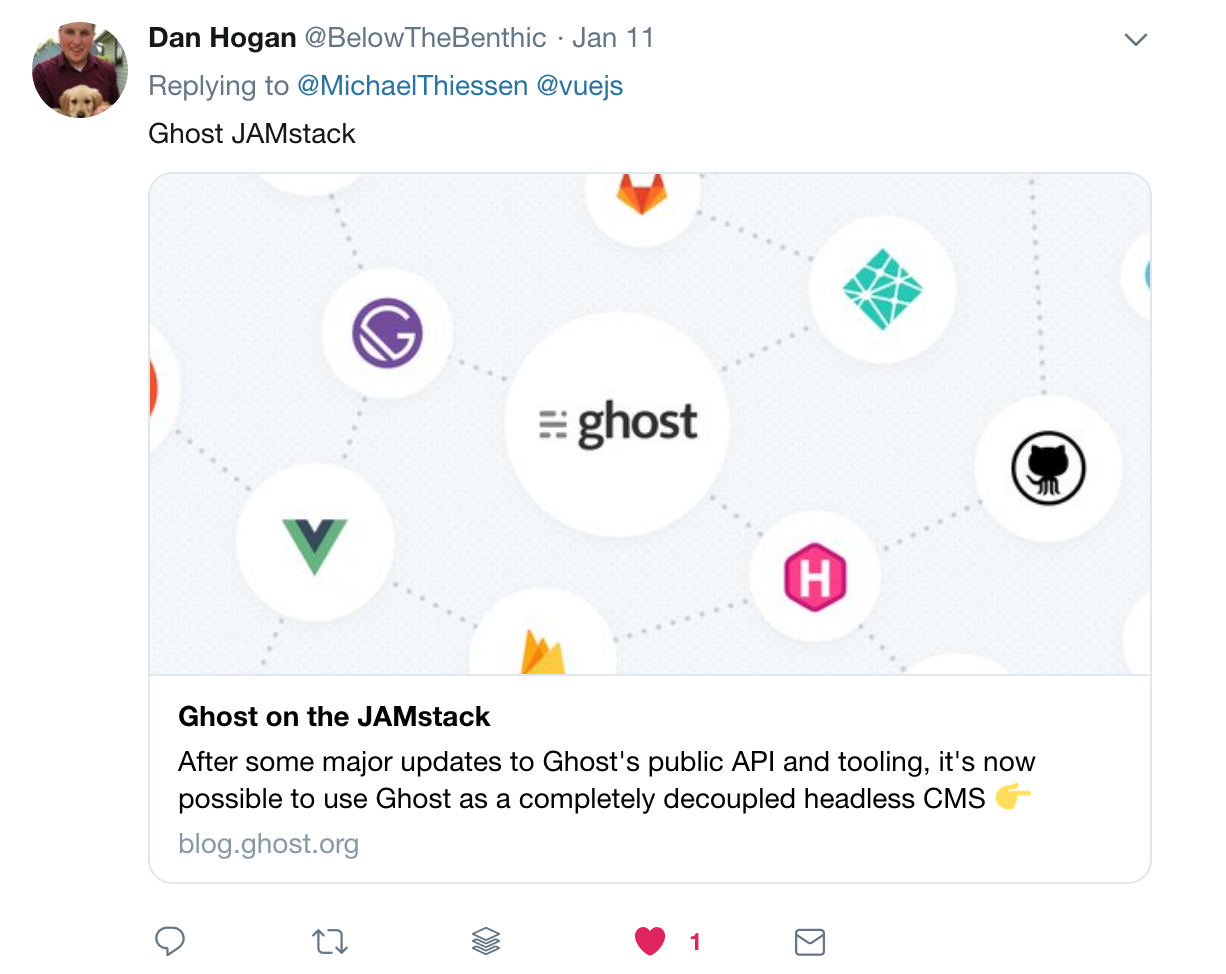 Dan Hogan @BelowTheBenthic · Jan 11
Replying to @MichaelThiessen @vuejs
Ghost JAMstack
ghost
H
Ghost on the JAMstack
After some major updates to Ghost's public API and tooling, it's now
possible to use Ghost as a completely decoupled headless CMS 👉
blog.ghost.org
1